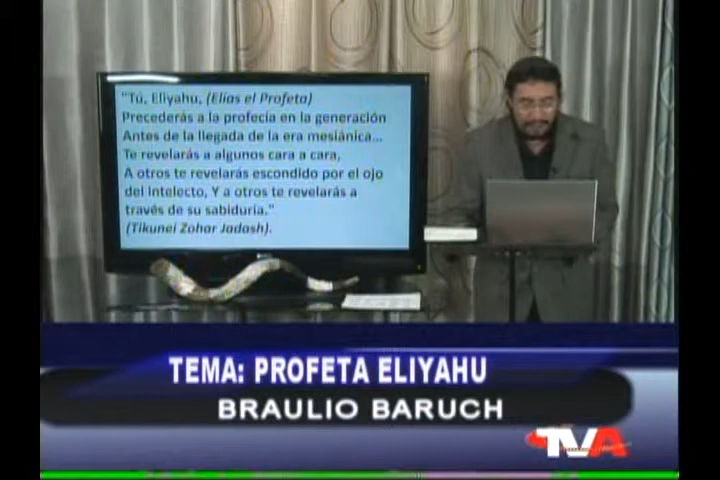 "Tú, Eliyahu, (Elías el Profeta)
Precederás a la profecía en la generación
Antes de la llegada de la era mesiánica...
Te revelarás a algunos cara a cara,
A otros te revelarás escondido por el ojo
del intelecto, Y a otros te revelarás a
través de su sabiduría."
(Tikunei Zohar Jadash).
TEMA: PROFETA ELIYAHU
BRAULIO BARUCH
TVA